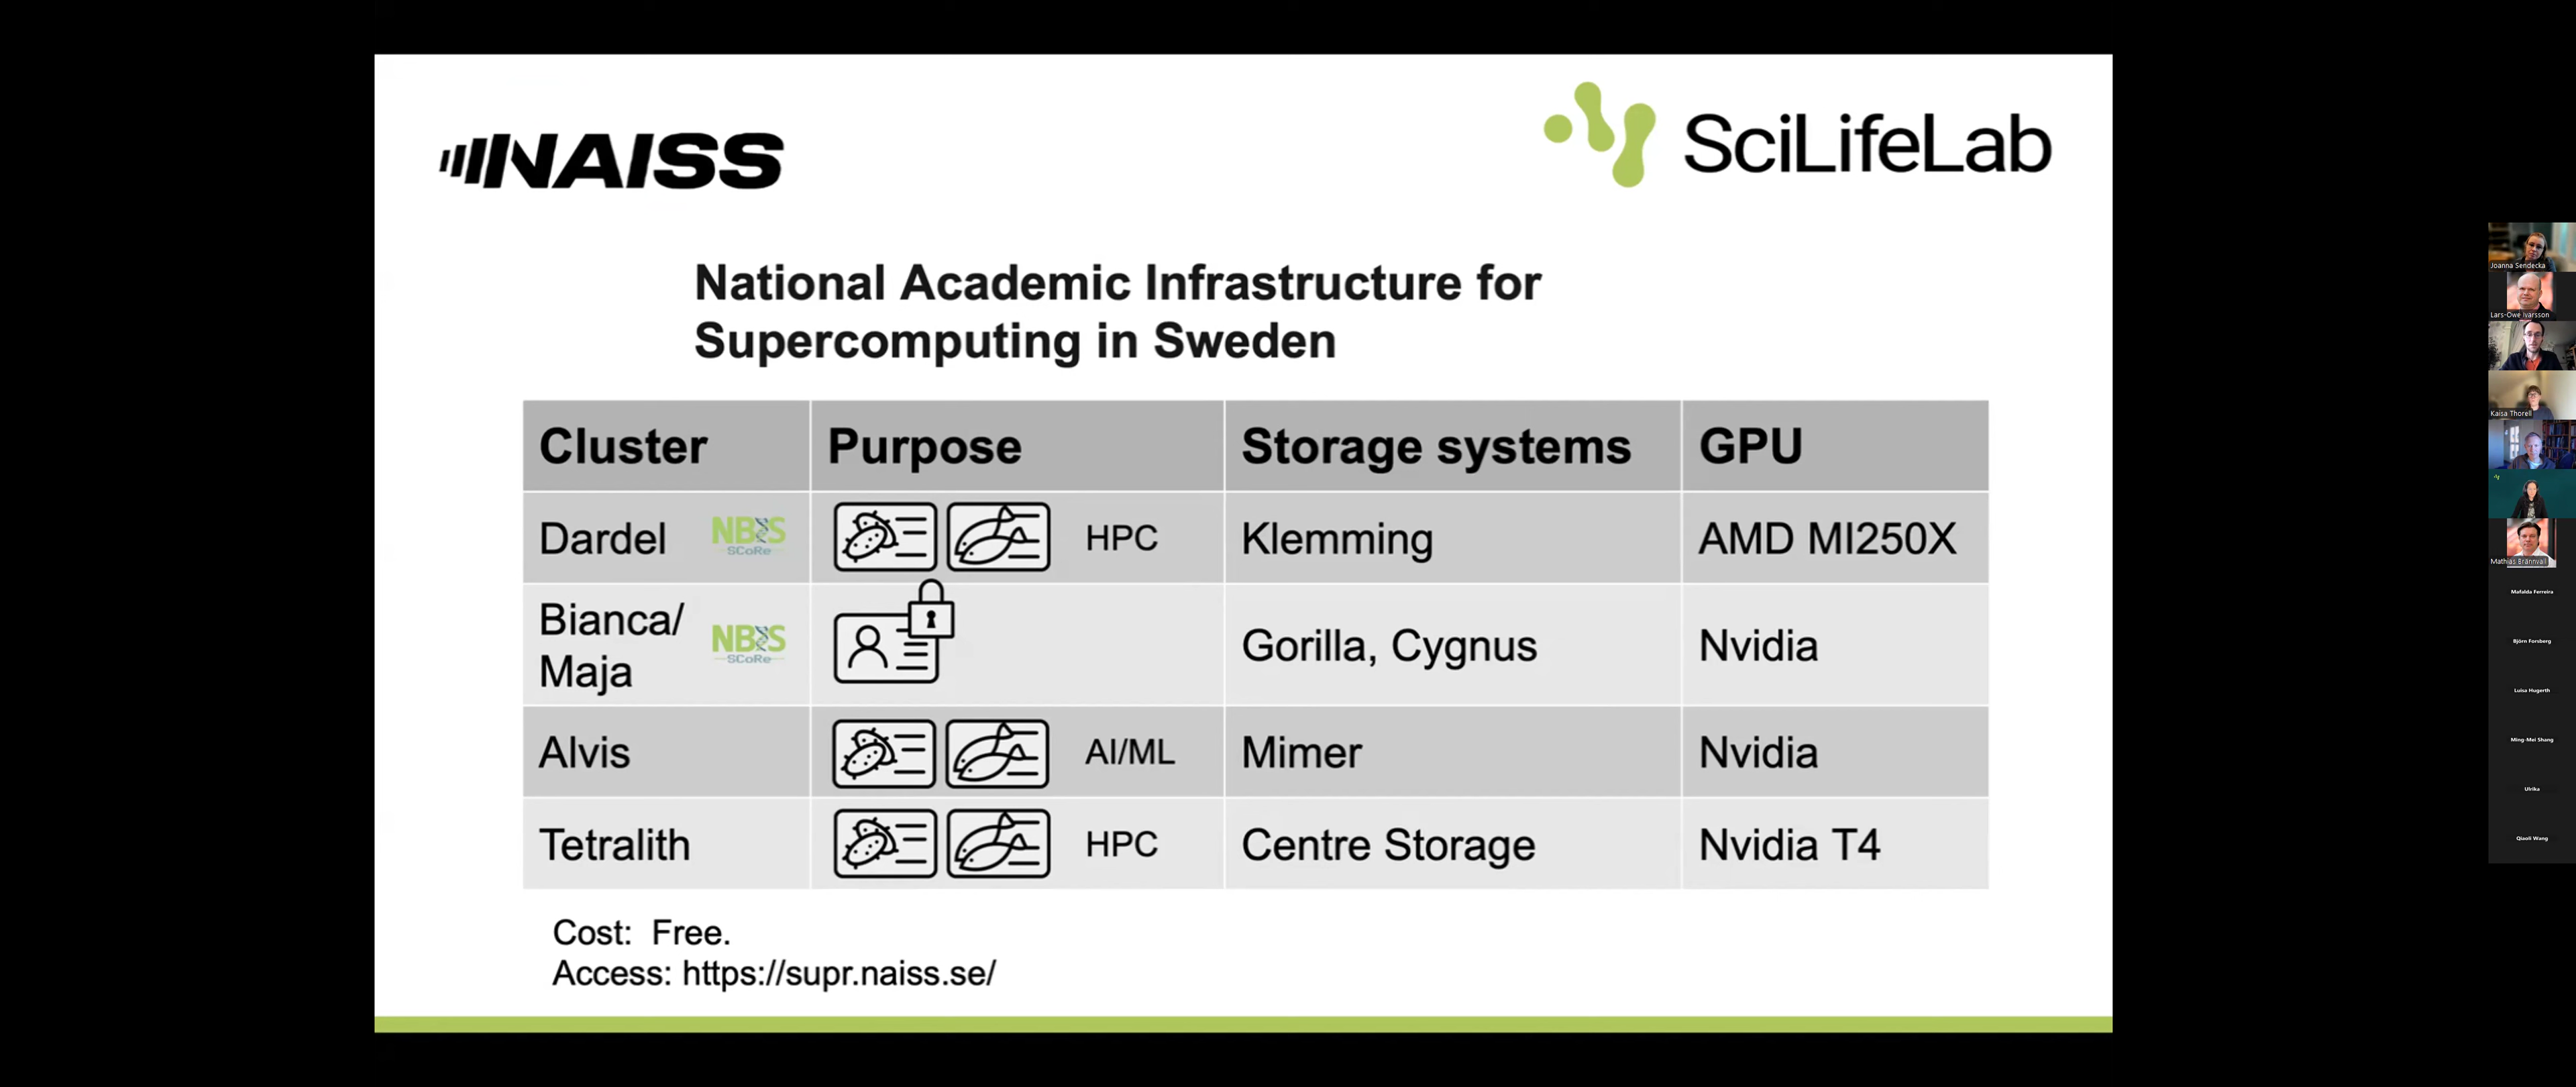 NAISS
SciLifeLab
National Academic Infrastructure for
Supercomputing in Sweden
Cluster Purpose Storage systems GPU
Dardel NBIS SCoRe HPC Klemming AMD MI250X
Bianca/
Maja NBIS SCoRe Gorilla, Cygnus Nvidia
Alvis AI/ML Mimer Nvidia
Tetralith HPC Centre Storage Nvidia T4
Cost: Free.
Access: https://supr.naiss.se/
Joanna Sendecka
Lars-Owe Ivarsson
Kaisa Thorell
Mathias Brännvall
Mafalda Ferreira
Björn Forsberg
Luisa Hugerth
Ming-Mei Shang
Ulrika
Qiaoli Wang